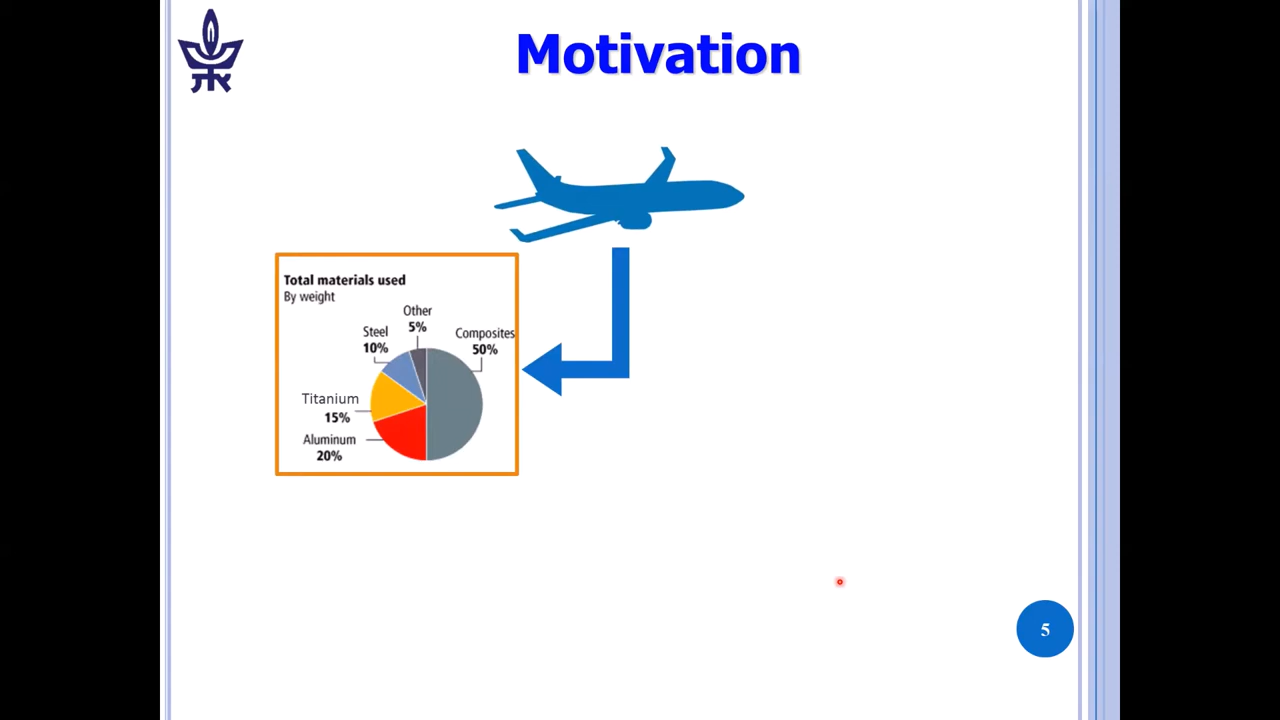 Motivation
Total materials used
By weight
Other
5%
Steel
10%
Composites
50%
Titanium
15%
Aluminum
20%
5